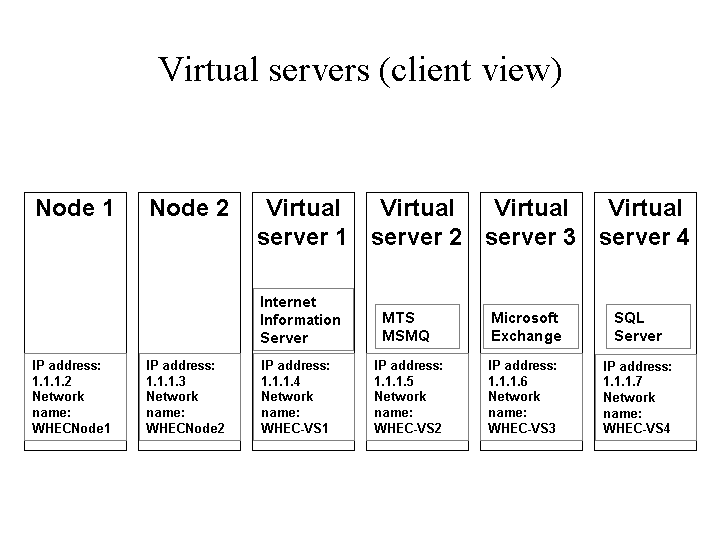 Virtual servers (client view)
Node 1
IP address:
1.1.1.2
Network
name:
WHECNode1
Node 2
IP address:
1.1.1.3
Network
name:
WHECNode2
Virtual
server 1
Internet
Information
Server
IP address:
1.1.1.4
Network
name:
WHEC-VS1
Virtual
server 2
MTS
MSMQ
IP address:
1.1.1.5
Network
name:
WHEC-VS2
Virtual
server 3
Microsoft
Exchange
IP address:
1.1.1.6
Network
name:
WHEC-VS3
Virtual
server 4
SQL
Server
IP address:
1.1.1.7
Network
name:
WHEC-VS4